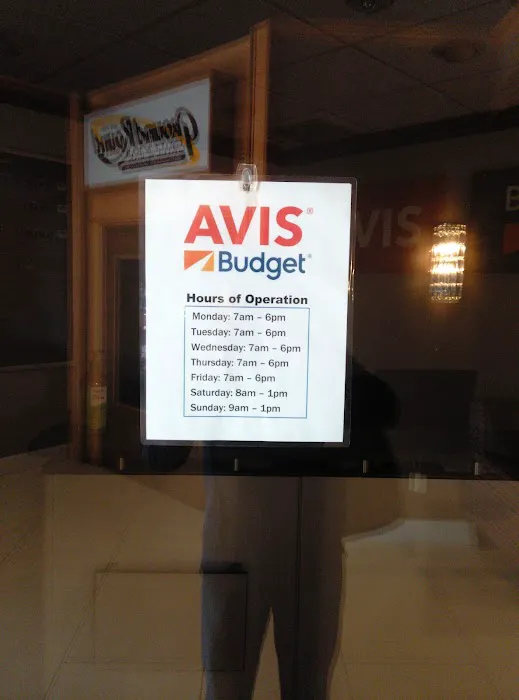 AVIS
Budget
Hours of Operation
Monday: 7am – 6pm
Tuesday: 7am – 6pm
Wednesday: 7am – 6pm
Thursday: 7am – 6pm
Friday: 7am – 6pm
Saturday: 8am – 1pm
Sunday: 9am – 1pm
AVIS
B